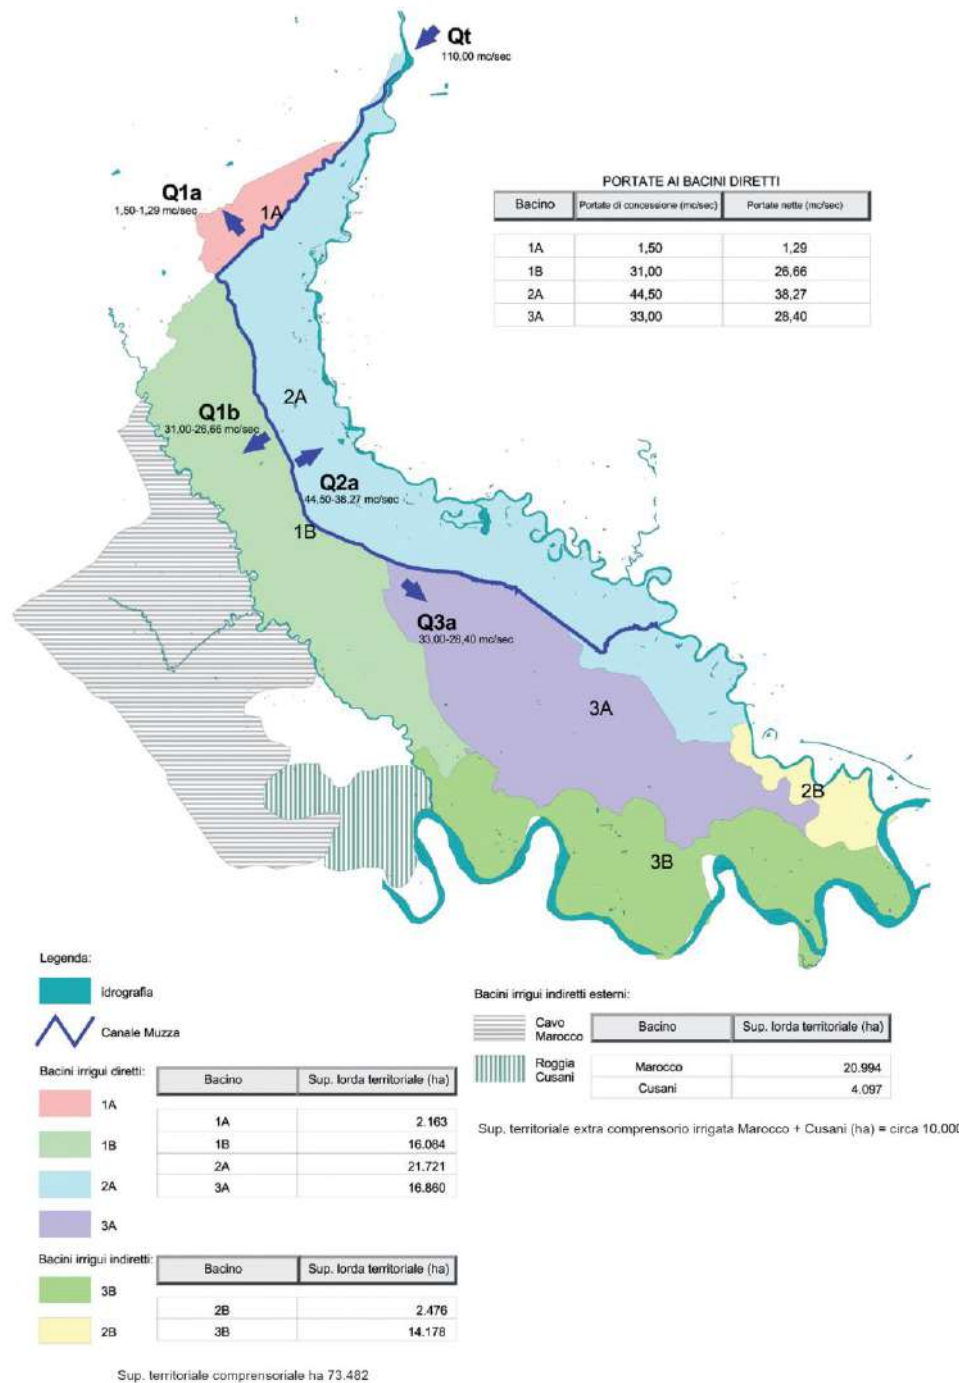 Qt
110,00 mc/sec
Q1a
1,50-1,29 mc/sec
1A
PORTATE AI BACINI DIRETTI
Bacino Portate di concessione (mc/sec) Portate nette (mc/sec)
1A 1,50 1,29
1B 31,00 26,66
2A 44,50 38,27
3A 33,00 28,40
2A
Q1b
31,00-26,66 mc/sec
Q2a
44,50-38,27 mc/sec
1B
Q3a
33,00-28,40 mc/sec
3A
2B
3B
Legenda:
Idrografia
Canale Muzza
Bacini irrigui diretti:
1A
1B
2A
3A
Bacino Sup. lorda territoriale (ha)
1A 2.163
1B 16.084
2A 21.721
3A 16.860
Bacini irrigui indiretti:
3B
2B
Bacino Sup. lorda territoriale (ha)
2B 2.476
3B 14.178
Sup. territoriale comprensoriale ha 73.482
Bacini irrigui indiretti esterni:
Cavo
Marocco
Roggia
Cusani
Bacino Sup. lorda territoriale (ha)
Marocco 20.994
Cusani 4.097
Sup. territoriale extra comprensorio irrigata Marocco + Cusani (ha) = circa 10.000